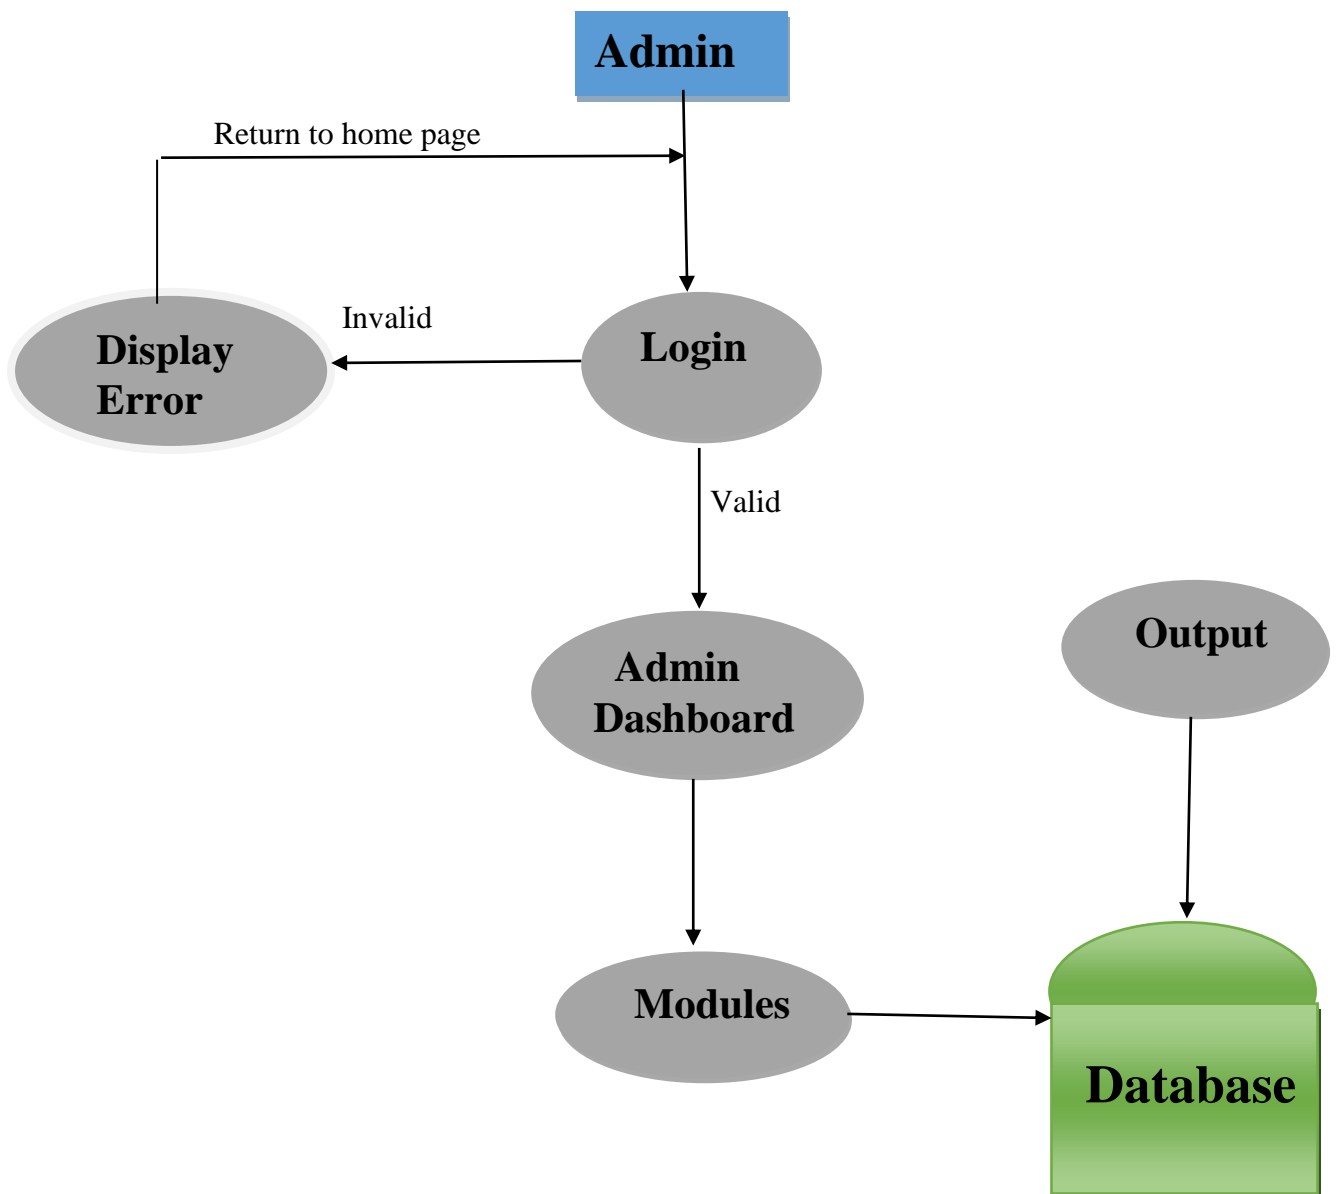 Admin
Return to home page
Invalid
Login
Display
Error
Valid
Admin
Dashboard
Output
Modules
Database